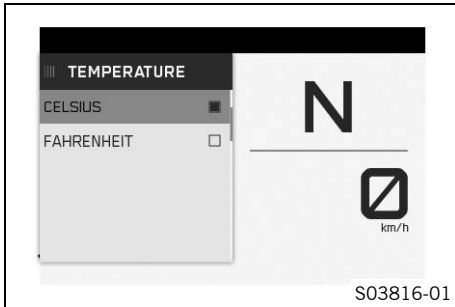 TEMPERATURE
CELSIUS
FAHRENHEIT
N
0
km/h
S03816-01